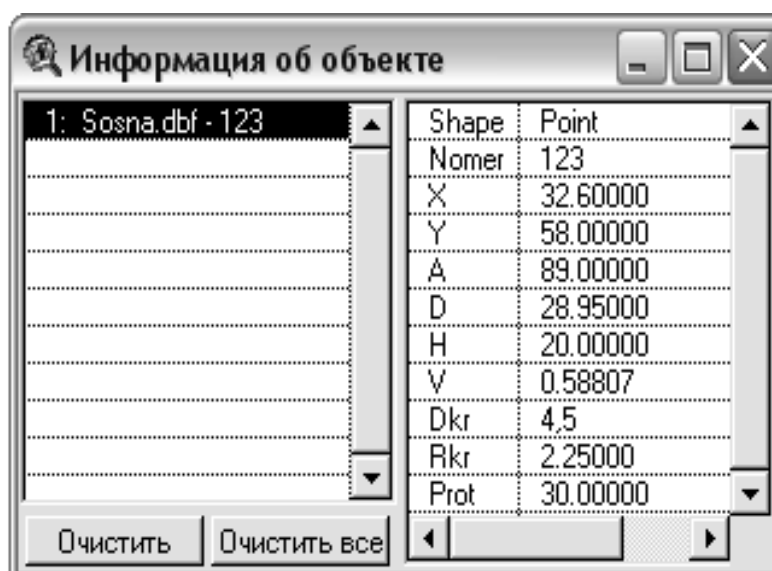 Информация об объекте
1: Sosna.dbf - 123
Shape Point
Nomer 123
X 32.60000
Y 58.00000
A 89.00000
D 28.95000
H 20.00000
V 0.58807
Dkr 4,5
Rkr 2.25000
Prot 30.00000
Очистить Очистить все